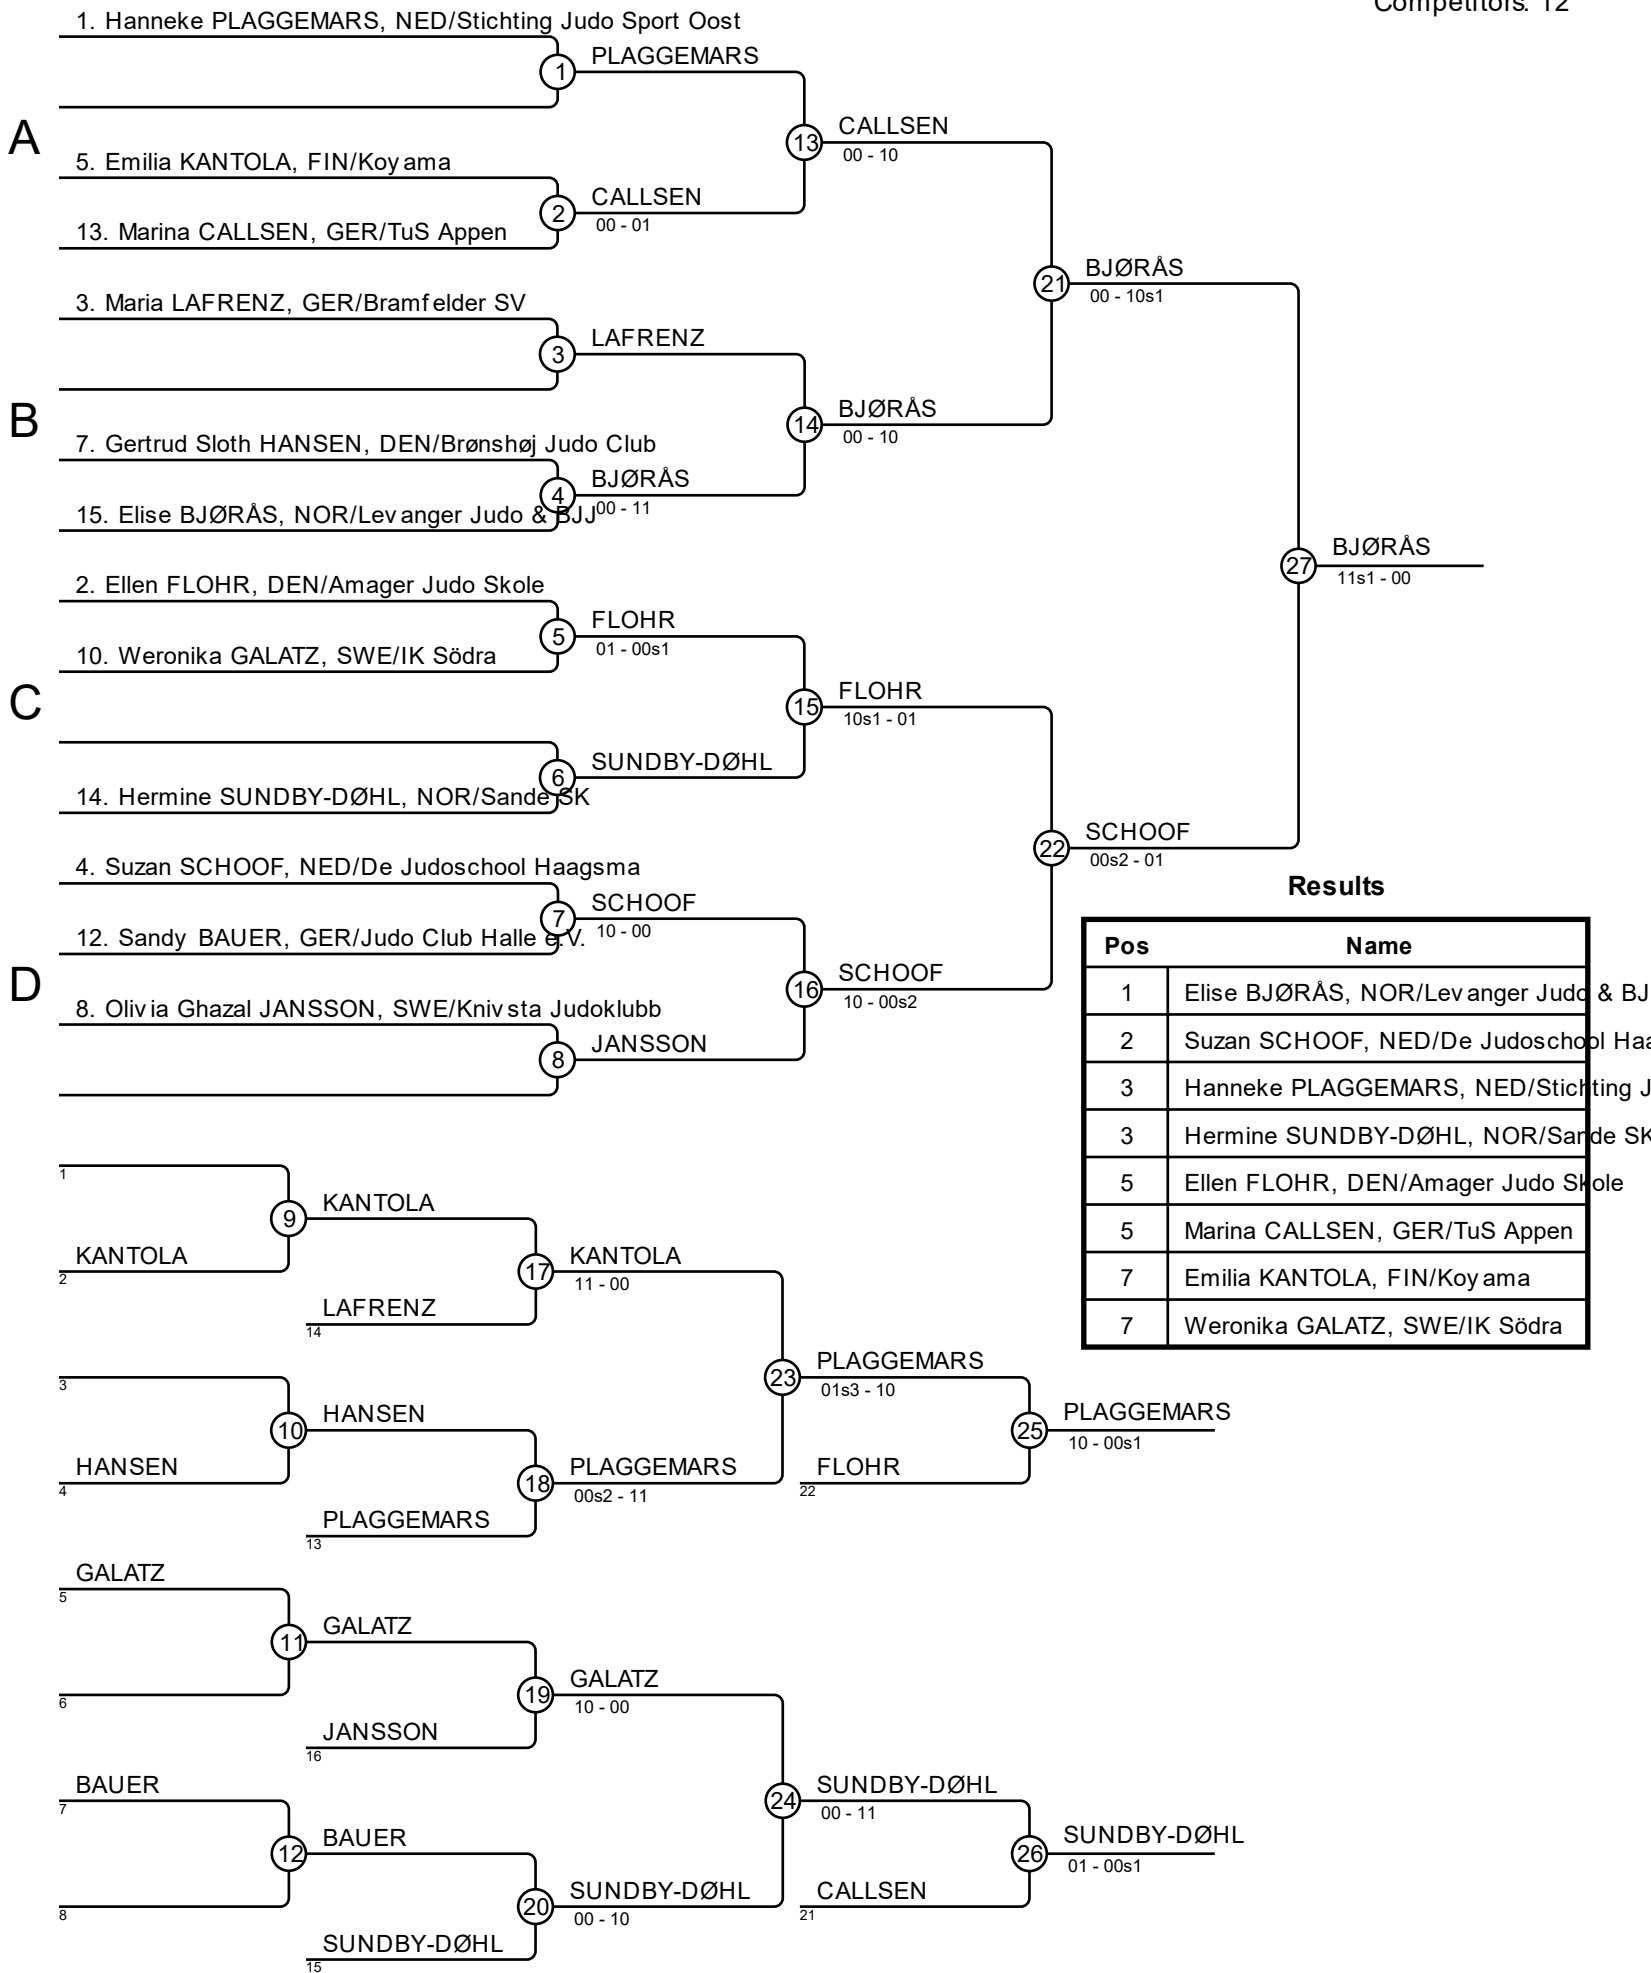 Competitors: 12
1. Hanneke PLAGGEMARS, NED/Stichting Judo Sport Oost
1
PLAGGEMARS
A
13
CALLSEN
00 - 10
5. Emilia KANTOLA, FIN/Koyama
2
CALLSEN
00 - 01
13. Marina CALLSEN, GER/TuS Appen
21
BJØRÅS
00 - 10s1
3. Maria LAFRENZ, GER/Bramfelder SV
3
LAFRENZ
B
14
BJØRÅS
00 - 10
7. Gertrud Sloth HANSEN, DEN/Brønshøj Judo Club
4
BJØRÅS
00 - 11
15. Elise BJØRÅS, NOR/Levanger Judo & BJJ
27
BJØRÅS
11s1 - 00
2. Ellen FLOHR, DEN/Amager Judo Skole
5
FLOHR
01 - 00s1
10. Weronika GALATZ, SWE/IK Södra
C
15
FLOHR
10s1 - 01
6
SUNDBY-DØHL
14. Hermine SUNDBY-DØHL, NOR/Sande SK
22
SCHOOF
00s2 - 01
4. Suzan SCHOOF, NED/De Judoschool Haagsma
7
SCHOOF
10 - 00
12. Sandy BAUER, GER/Judo Club Halle e.V.
D
16
SCHOOF
10 - 00s2
8. Olivia Ghazal JANSSON, SWE/Knivsta Judoklubb
8
JANSSON
Results
Pos Name
1 Elise BJØRÅS, NOR/Levanger Judo & BJ
2 Suzan SCHOOF, NED/De Judoschool Haa
3 Hanneke PLAGGEMARS, NED/Stichting J
3 Hermine SUNDBY-DØHL, NOR/Sande SK
5 Ellen FLOHR, DEN/Amager Judo Skole
5 Marina CALLSEN, GER/TuS Appen
7 Emilia KANTOLA, FIN/Koyama
7 Weronika GALATZ, SWE/IK Södra
1
9
KANTOLA
KANTOLA
2
17
KANTOLA
11 - 00
LAFRENZ
14
23
PLAGGEMARS
01s3 - 10
3
10
HANSEN
HANSEN
4
18
PLAGGEMARS
00s2 - 11
PLAGGEMARS
13
25
PLAGGEMARS
10 - 00s1
FLOHR
22
GALATZ
5
11
GALATZ
6
19
GALATZ
10 - 00
JANSSON
16
24
SUNDBY-DØHL
00 - 11
BAUER
7
12
BAUER
8
20
SUNDBY-DØHL
00 - 10
SUNDBY-DØHL
15
26
SUNDBY-DØHL
01 - 00s1
CALLSEN
21